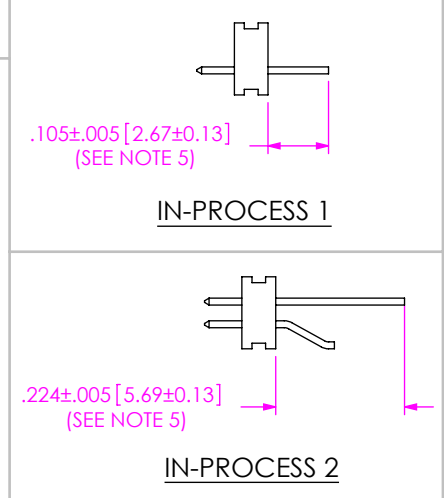 .105±.005[2.67±0.13]
(SEE NOTE 5)
IN-PROCESS 1
.224±.005[5.69±0.13]
(SEE NOTE 5)
IN-PROCESS 2